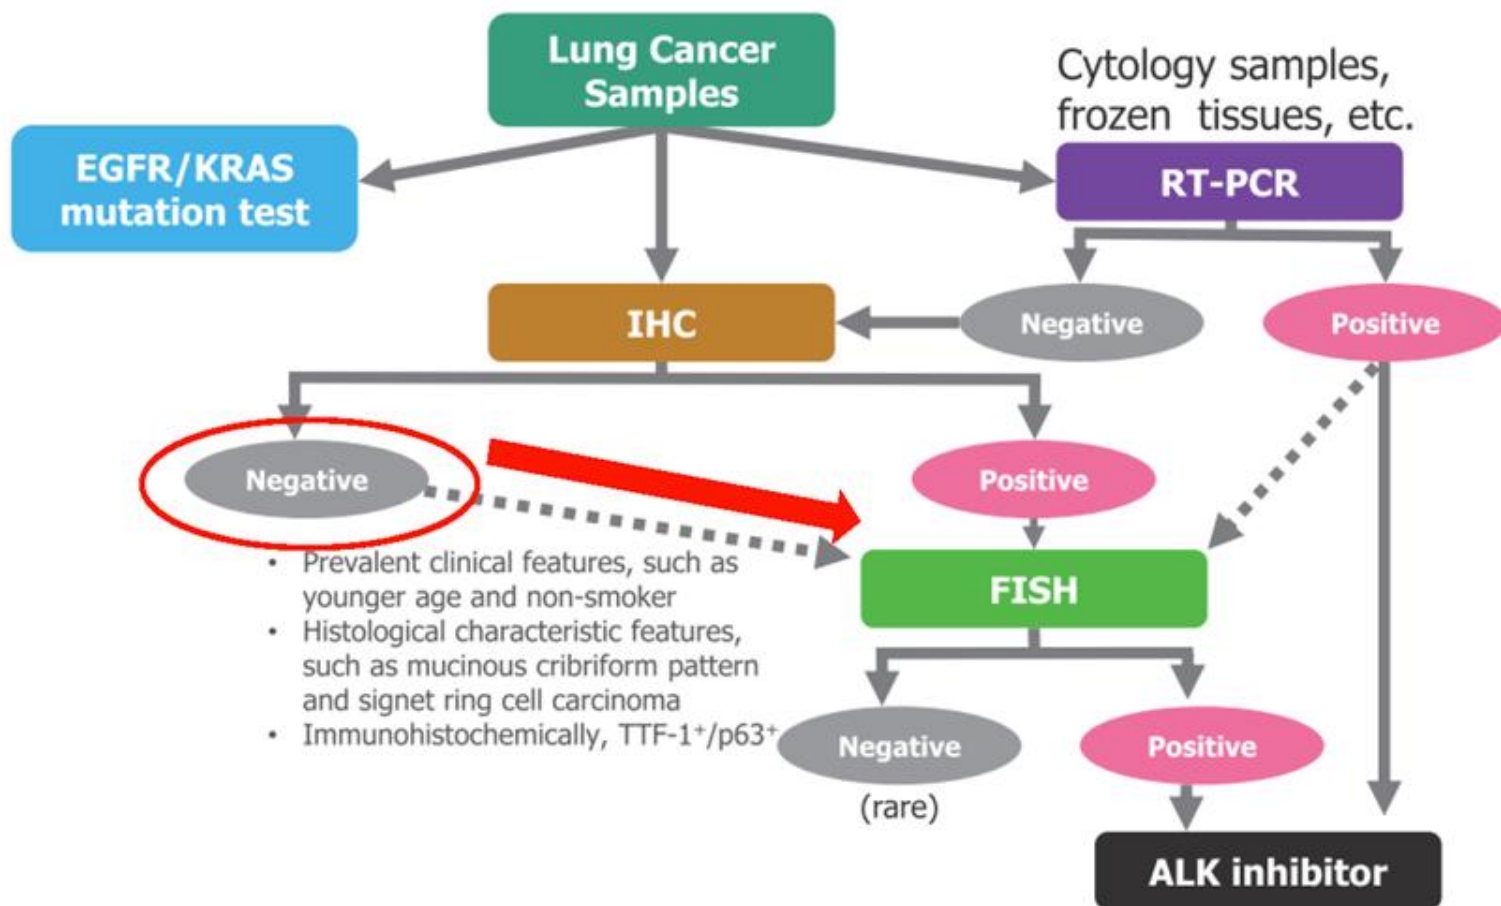 Lung Cancer
Samples
Cytology samples,
frozen tissues, etc.
EGFR/KRAS
mutation test
RT-PCR
IHC
Negative
Positive
Negative
Positive
• Prevalent clinical features, such as
younger age and non-smoker
• Histological characteristic features,
such as mucinous cribriform pattern
and signet ring cell carcinoma
• Immunohistochemically, TTF-1⁺/p63⁺
FISH
Negative
(rare)
Positive
ALK inhibitor